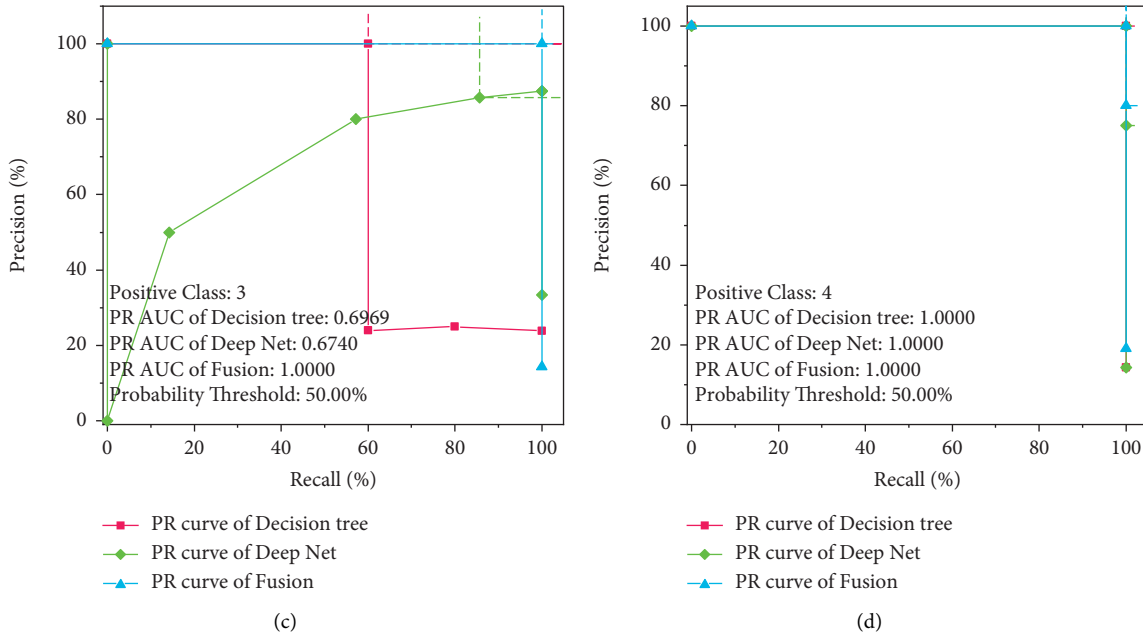 100
80
60
40
20
0
Precision (%)
Positive Class: 3
PR AUC of Decision tree: 0.6969
PR AUC of Deep Net: 0.6740
PR AUC of Fusion: 1.0000
Probability Threshold: 50.00%
0 20 40 60 80 100
Recall (%)
PR curve of Decision tree
PR curve of Deep Net
PR curve of Fusion
(c)
100
80
60
40
20
0
Precision (%)
Positive Class: 4
PR AUC of Decision tree: 1.0000
PR AUC of Deep Net: 1.0000
PR AUC of Fusion: 1.0000
Probability Threshold: 50.00%
0 20 40 60 80 100
Recall (%)
PR curve of Decision tree
PR curve of Deep Net
PR curve of Fusion
(d)